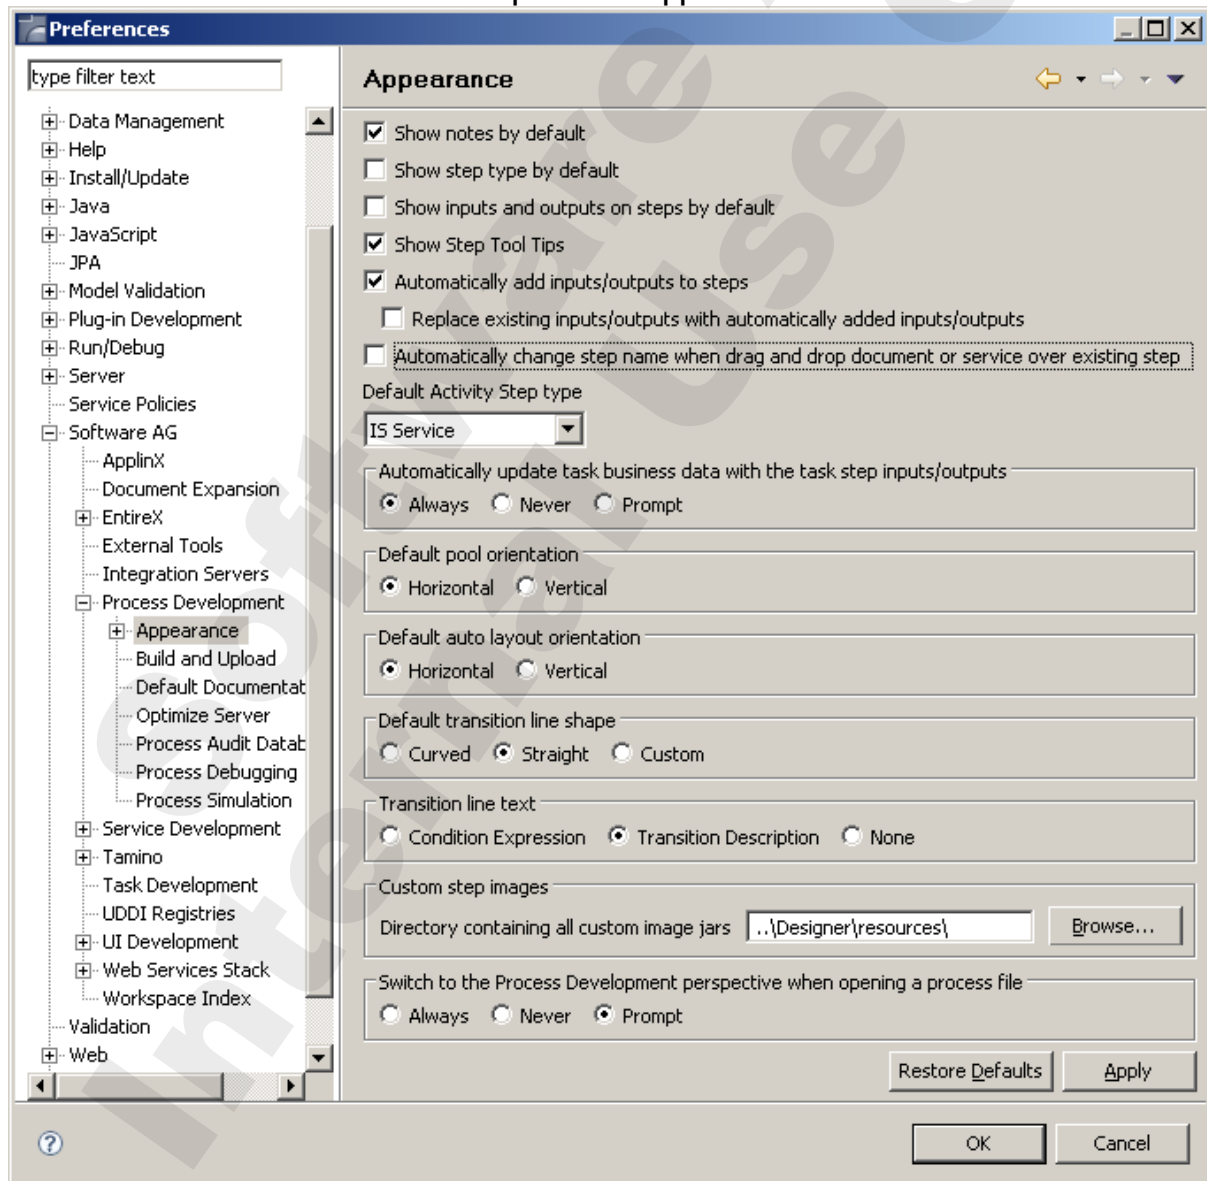 Preferences
type filter text
Data Management
Help
Install/Update
Java
JavaScript
JPA
Model Validation
Plug-in Development
Run/Debug
Server
Service Policies
Software AG
ApplinX
Document Expansion
EntireX
External Tools
Integration Servers
Process Development
Appearance
Build and Upload
Default Documentat
Optimize Server
Process Audit Datab
Process Debugging
Process Simulation
Service Development
Tamino
Task Development
UDDI Registries
UI Development
Web Services Stack
Workspace Index
Validation
Web
Appearance
Show notes by default
Show step type by default
Show inputs and outputs on steps by default
Show Step Tool Tips
Automatically add inputs/outputs to steps
Replace existing inputs/outputs with automatically added inputs/outputs
Automatically change step name when drag and drop document or service over existing step
Default Activity Step type
IS Service
Automatically update task business data with the task step inputs/outputs
Always Never Prompt
Default pool orientation
Horizontal Vertical
Default auto layout orientation
Horizontal Vertical
Default transition line shape
Curved Straight Custom
Transition line text
Condition Expression Transition Description None
Custom step images
Directory containing all custom image jars ..\Designer\resources\ Browse...
Switch to the Process Development perspective when opening a process file
Always Never Prompt
Restore Defaults Apply
OK Cancel
Software
Internal Use